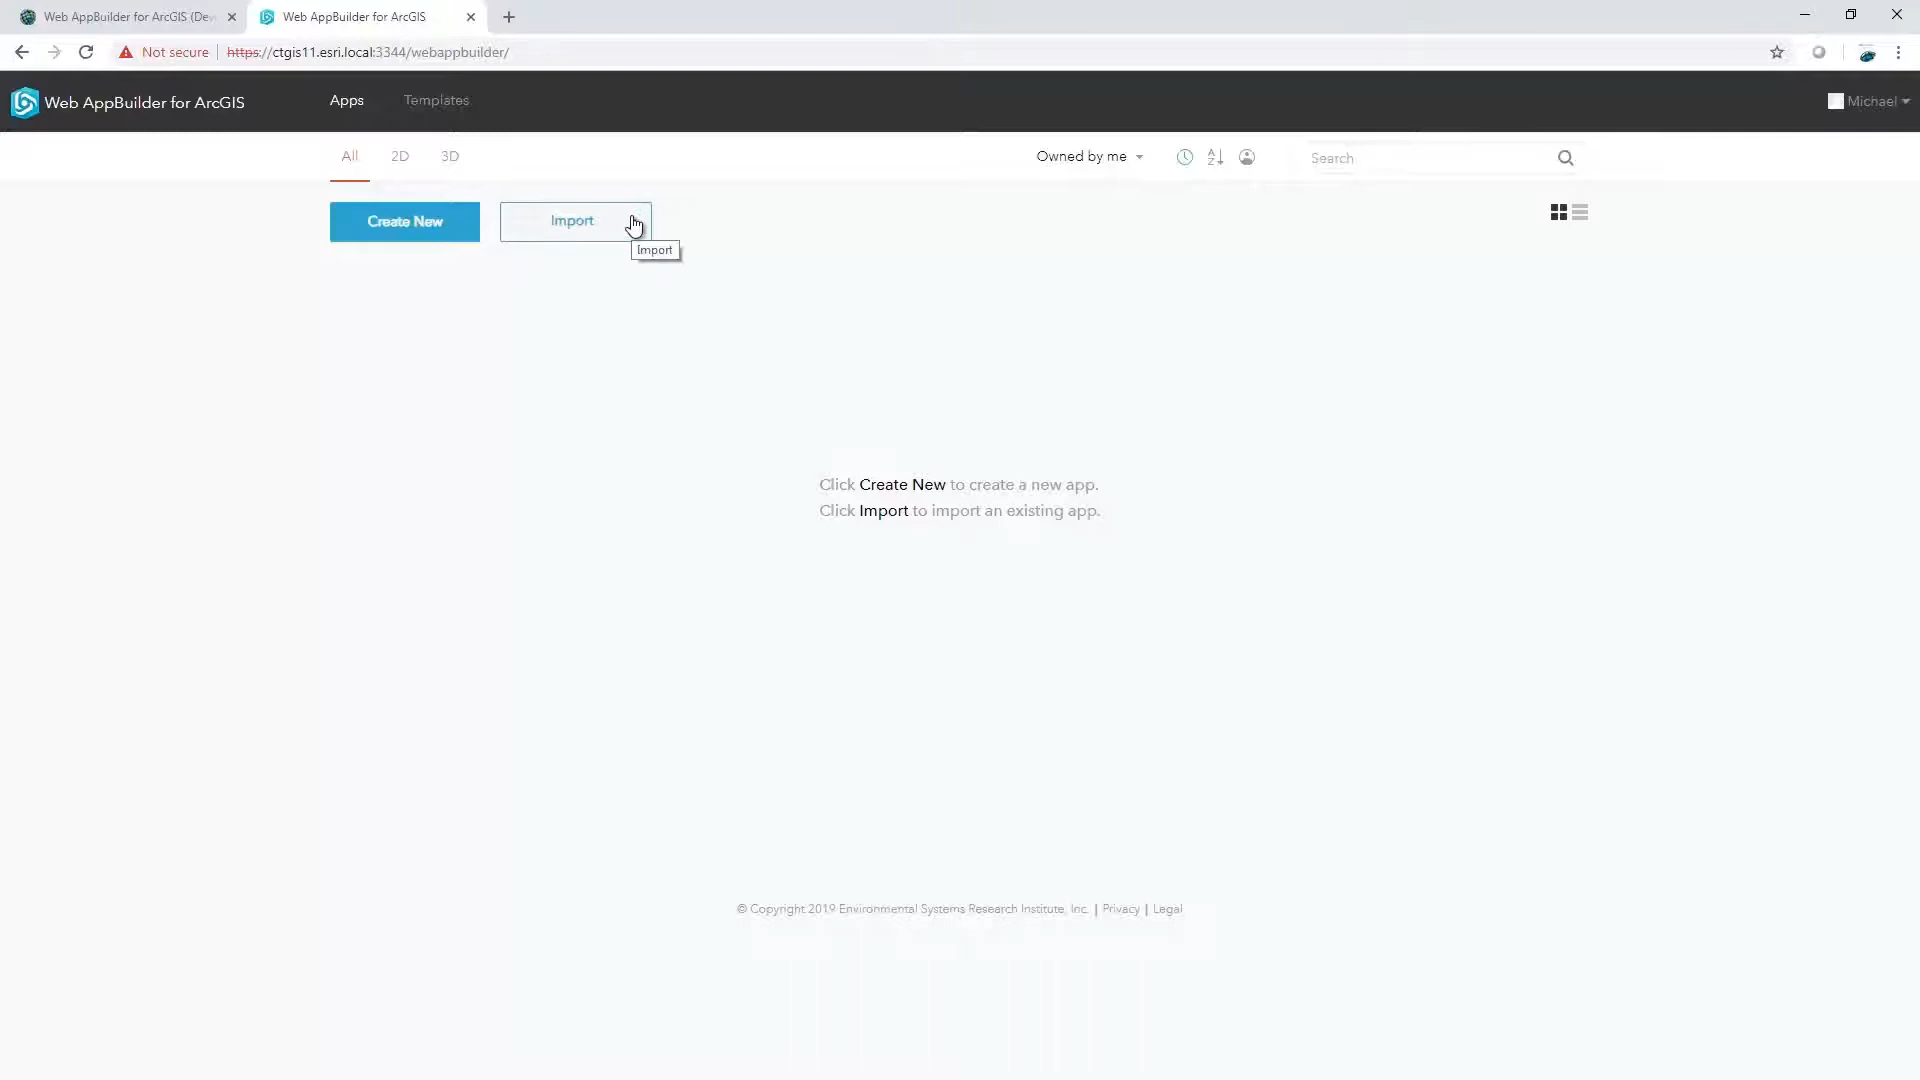 Web AppBuilder for ArcGIS (Dev
Web AppBuilder for ArcGIS
Not secure
https://ctgis11.esri.local:3344/webappbuilder/
Web AppBuilder for ArcGIS
Apps
Templates
Michael
All
2D
3D
Owned by me
Search
Create New
Import
Import
Click Create New to create a new app.
Click Import to import an existing app.
© Copyright 2019 Environmental Systems Research Institute, Inc. | Privacy | Legal